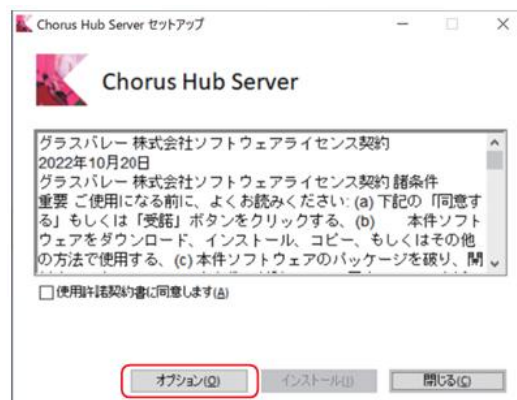 Chorus Hub Server セットアップ
Chorus Hub Server
グラスバレー 株式会社ソフトウェアライセンス契約
2022年10月20日
グラスバレー 株式会社ソフトウェアライセンス契約 諸条件
重要 ご使用になる前に、よくお読みください: (a) 下記の「同意す
る」もしくは「受諾」ボタンをクリックする、(b) 本件ソフト
ウェアをダウンロード、インストール、コピー、もしくはその他
の方法で使用する、(c) 本件ソフトウェアのパッケージを破り、開
使用許諾契約書に同意します(A)
オプション(O)
インストール(I)
閉じる(C)